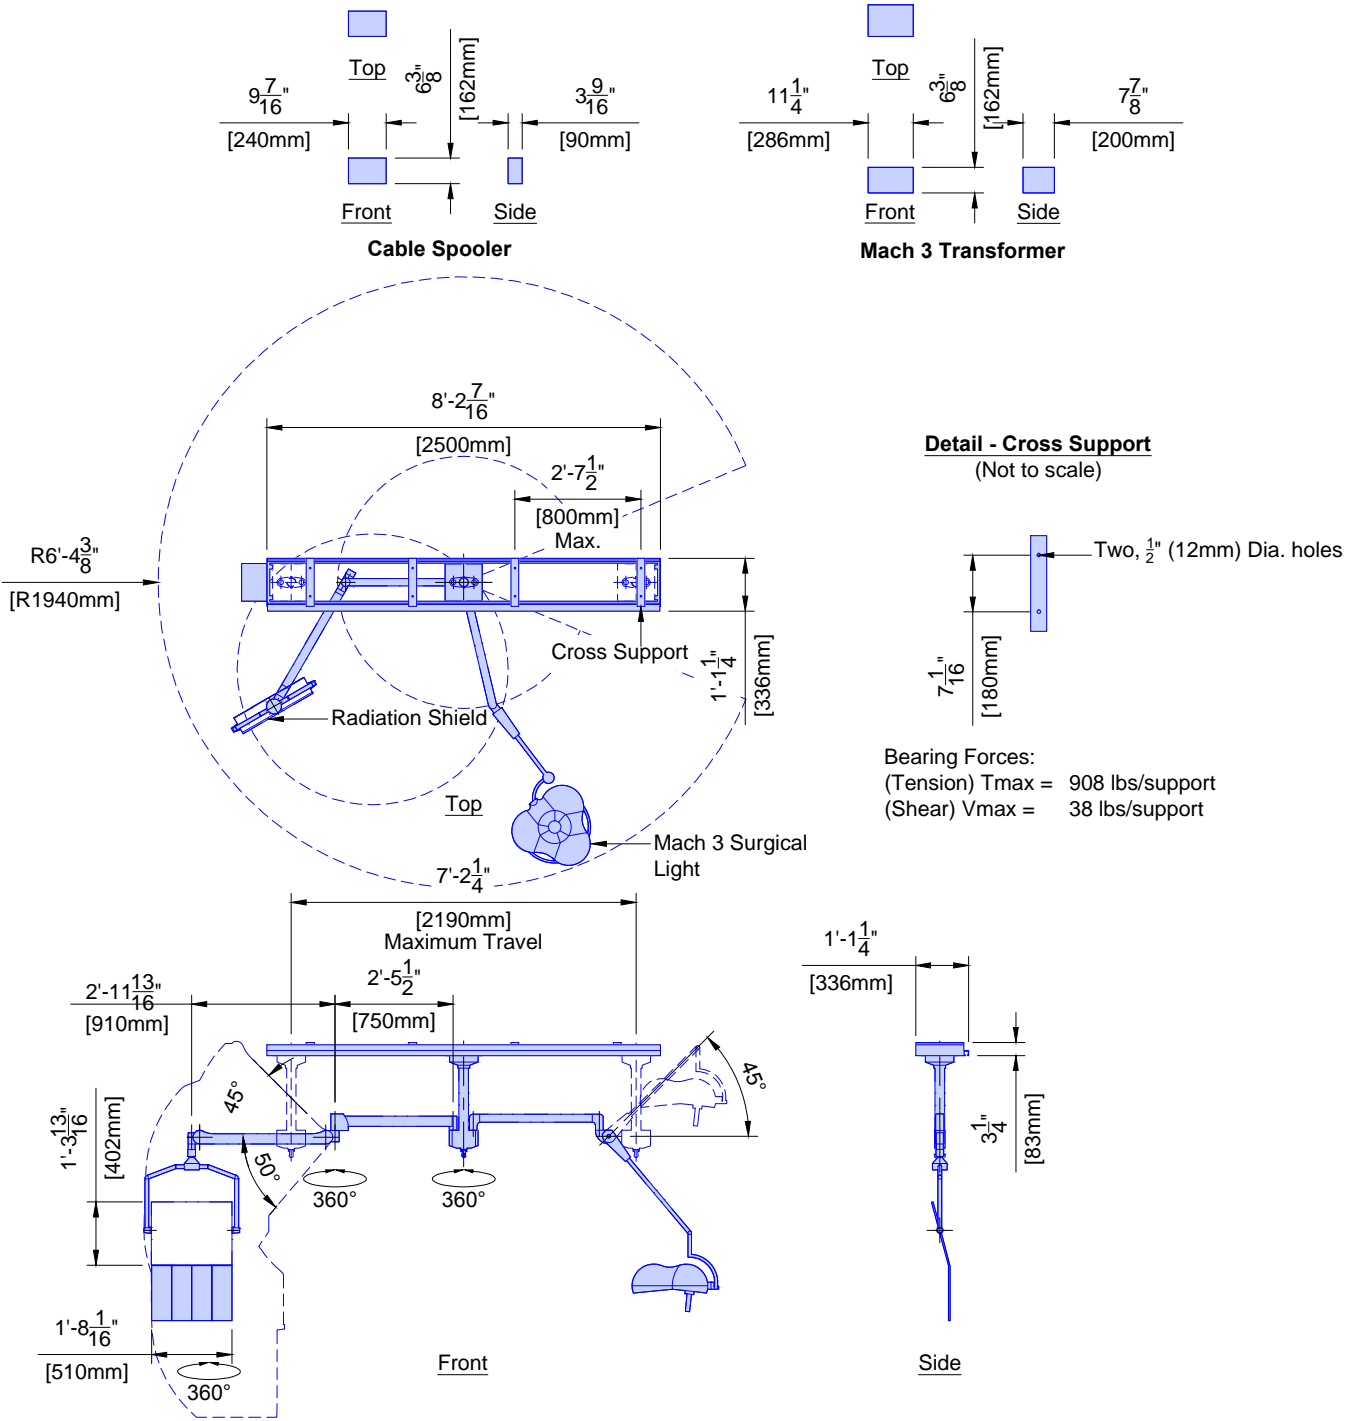 Top
9 7/16"
[240mm]
6 3/8"
[162mm]
3 9/16"
[90mm]
Front
Side
Cable Spooler
Top
11 1/4"
[286mm]
6 3/8"
[162mm]
7 7/8"
[200mm]
Front
Side
Mach 3 Transformer
8'-2 7/16"
[2500mm]
2'-7 1/2"
[800mm]
Max.
R6'-4 3/8"
[R1940mm]
Cross Support
1'-1 1/4"
[336mm]
Radiation Shield
Top
Mach 3 Surgical
Light
Detail - Cross Support
(Not to scale)
Two, 1/2" (12mm) Dia. holes
7 1/16"
[180mm]
Bearing Forces:
(Tension) Tmax = 908 lbs/support
(Shear) Vmax = 38 lbs/support
7'-2 1/4"
[2190mm]
Maximum Travel
2'-11 13/16"
[910mm]
2'-5 1/2"
[750mm]
45°
45°
50°
1'-3 13/16"
[402mm]
360°
360°
1'-8 1/16"
[510mm]
360°
Front
1'-1 1/4"
[336mm]
3 1/4"
[83mm]
Side